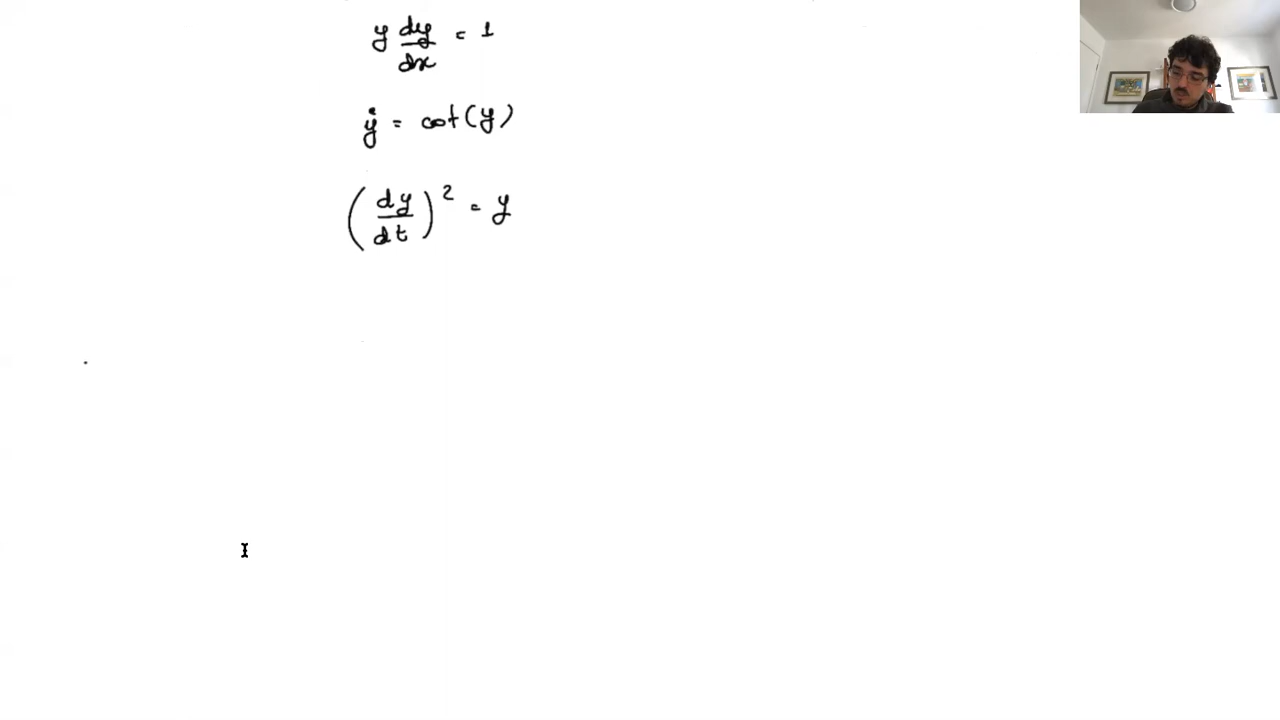 y dy/dx = 1
ẏ = cot(y)
(dy/dt)² = y